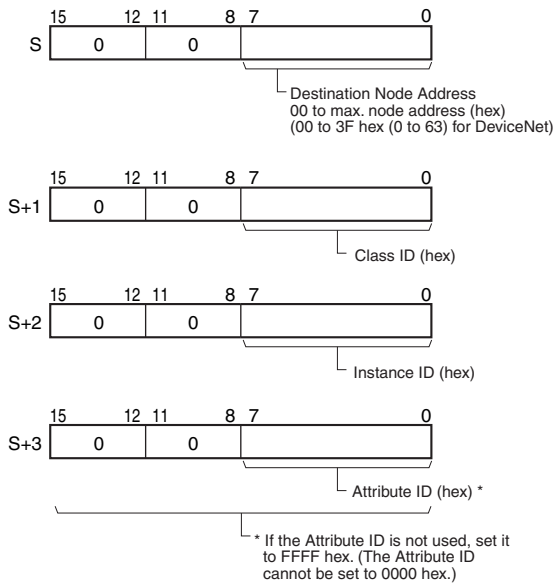 15 12 11 8 7 0
S 0 0
Destination Node Address
00 to max. node address (hex)
(00 to 3F hex (0 to 63) for DeviceNet)
15 12 11 8 7 0
S+1 0 0
Class ID (hex)
15 12 11 8 7 0
S+2 0 0
Instance ID (hex)
15 12 11 8 7 0
S+3 0 0
Attribute ID (hex) *
* If the Attribute ID is not used, set it
to FFFF hex. (The Attribute ID
cannot be set to 0000 hex.)